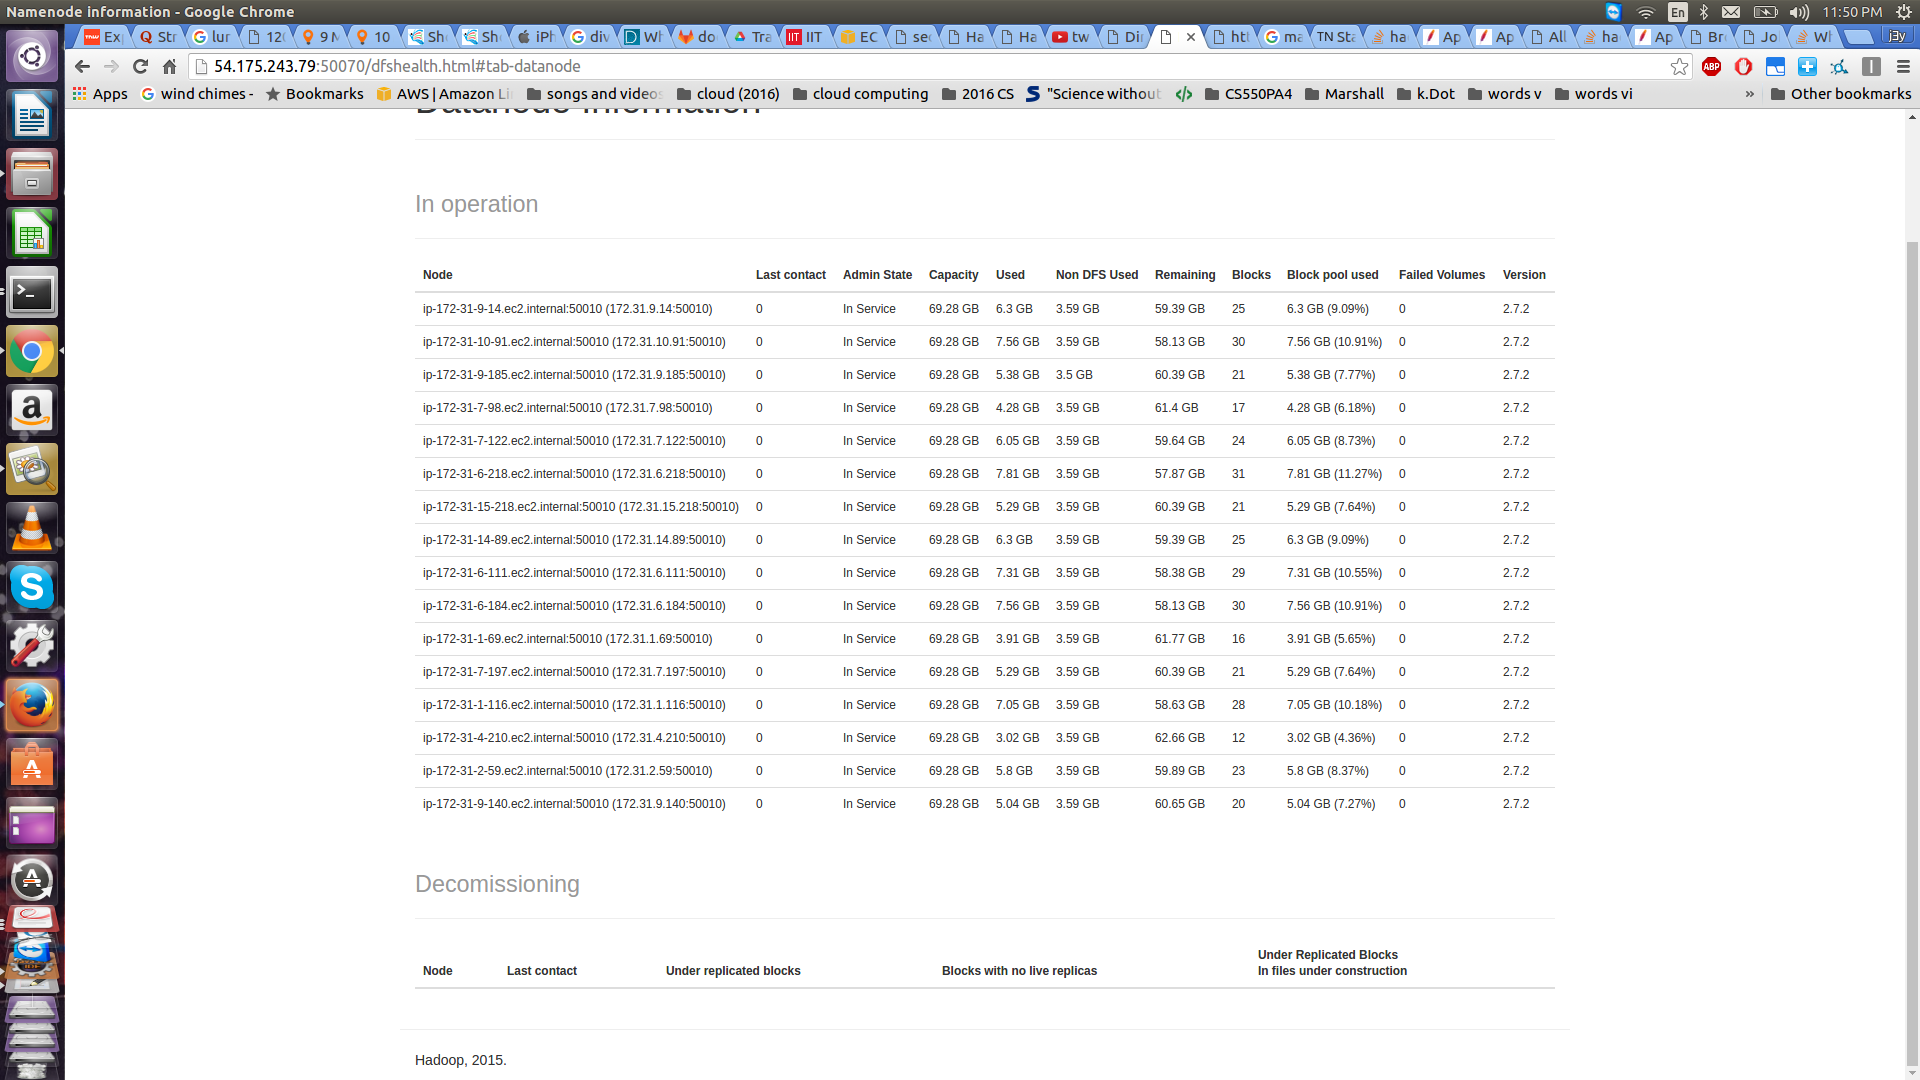 Namenode information - Google Chrome
En 11:50 PM
Exp Str lur 120 9 M 10 Sho Sho iPh div Wh do Tra IIT EC sec Ha Ha tw Dir htt ma TN Sta ha Ap Ap All ha Ap Bro Jo Wh j3y
54.175.243.79:50070/dfshealth.html#tab-datanode ABP
Apps wind chimes - Bookmarks AWS | Amazon Li songs and videos cloud (2016) cloud computing 2016 CS "Science without CS550PA4 Marshall k.Dot words v words vi » Other bookmarks
Datanode Information
In operation
Node Last contact Admin State Capacity Used Non DFS Used Remaining Blocks Block pool used Failed Volumes Version
ip-172-31-9-14.ec2.internal:50010 (172.31.9.14:50010) 0 In Service 69.28 GB 6.3 GB 3.59 GB 59.39 GB 25 6.3 GB (9.09%) 0 2.7.2
ip-172-31-10-91.ec2.internal:50010 (172.31.10.91:50010) 0 In Service 69.28 GB 7.56 GB 3.59 GB 58.13 GB 30 7.56 GB (10.91%) 0 2.7.2
ip-172-31-9-185.ec2.internal:50010 (172.31.9.185:50010) 0 In Service 69.28 GB 5.38 GB 3.5 GB 60.39 GB 21 5.38 GB (7.77%) 0 2.7.2
ip-172-31-7-98.ec2.internal:50010 (172.31.7.98:50010) 0 In Service 69.28 GB 4.28 GB 3.59 GB 61.4 GB 17 4.28 GB (6.18%) 0 2.7.2
ip-172-31-7-122.ec2.internal:50010 (172.31.7.122:50010) 0 In Service 69.28 GB 6.05 GB 3.59 GB 59.64 GB 24 6.05 GB (8.73%) 0 2.7.2
ip-172-31-6-218.ec2.internal:50010 (172.31.6.218:50010) 0 In Service 69.28 GB 7.81 GB 3.59 GB 57.87 GB 31 7.81 GB (11.27%) 0 2.7.2
ip-172-31-15-218.ec2.internal:50010 (172.31.15.218:50010) 0 In Service 69.28 GB 5.29 GB 3.59 GB 60.39 GB 21 5.29 GB (7.64%) 0 2.7.2
ip-172-31-14-89.ec2.internal:50010 (172.31.14.89:50010) 0 In Service 69.28 GB 6.3 GB 3.59 GB 59.39 GB 25 6.3 GB (9.09%) 0 2.7.2
ip-172-31-6-111.ec2.internal:50010 (172.31.6.111:50010) 0 In Service 69.28 GB 7.31 GB 3.59 GB 58.38 GB 29 7.31 GB (10.55%) 0 2.7.2
ip-172-31-6-184.ec2.internal:50010 (172.31.6.184:50010) 0 In Service 69.28 GB 7.56 GB 3.59 GB 58.13 GB 30 7.56 GB (10.91%) 0 2.7.2
ip-172-31-1-69.ec2.internal:50010 (172.31.1.69:50010) 0 In Service 69.28 GB 3.91 GB 3.59 GB 61.77 GB 16 3.91 GB (5.65%) 0 2.7.2
ip-172-31-7-197.ec2.internal:50010 (172.31.7.197:50010) 0 In Service 69.28 GB 5.29 GB 3.59 GB 60.39 GB 21 5.29 GB (7.64%) 0 2.7.2
ip-172-31-1-116.ec2.internal:50010 (172.31.1.116:50010) 0 In Service 69.28 GB 7.05 GB 3.59 GB 58.63 GB 28 7.05 GB (10.18%) 0 2.7.2
ip-172-31-4-210.ec2.internal:50010 (172.31.4.210:50010) 0 In Service 69.28 GB 3.02 GB 3.59 GB 62.66 GB 12 3.02 GB (4.36%) 0 2.7.2
ip-172-31-2-59.ec2.internal:50010 (172.31.2.59:50010) 0 In Service 69.28 GB 5.8 GB 3.59 GB 59.89 GB 23 5.8 GB (8.37%) 0 2.7.2
ip-172-31-9-140.ec2.internal:50010 (172.31.9.140:50010) 0 In Service 69.28 GB 5.04 GB 3.59 GB 60.65 GB 20 5.04 GB (7.27%) 0 2.7.2
Decomissioning
Under Replicated Blocks
Node Last contact Under replicated blocks Blocks with no live replicas In files under construction
Hadoop, 2015.